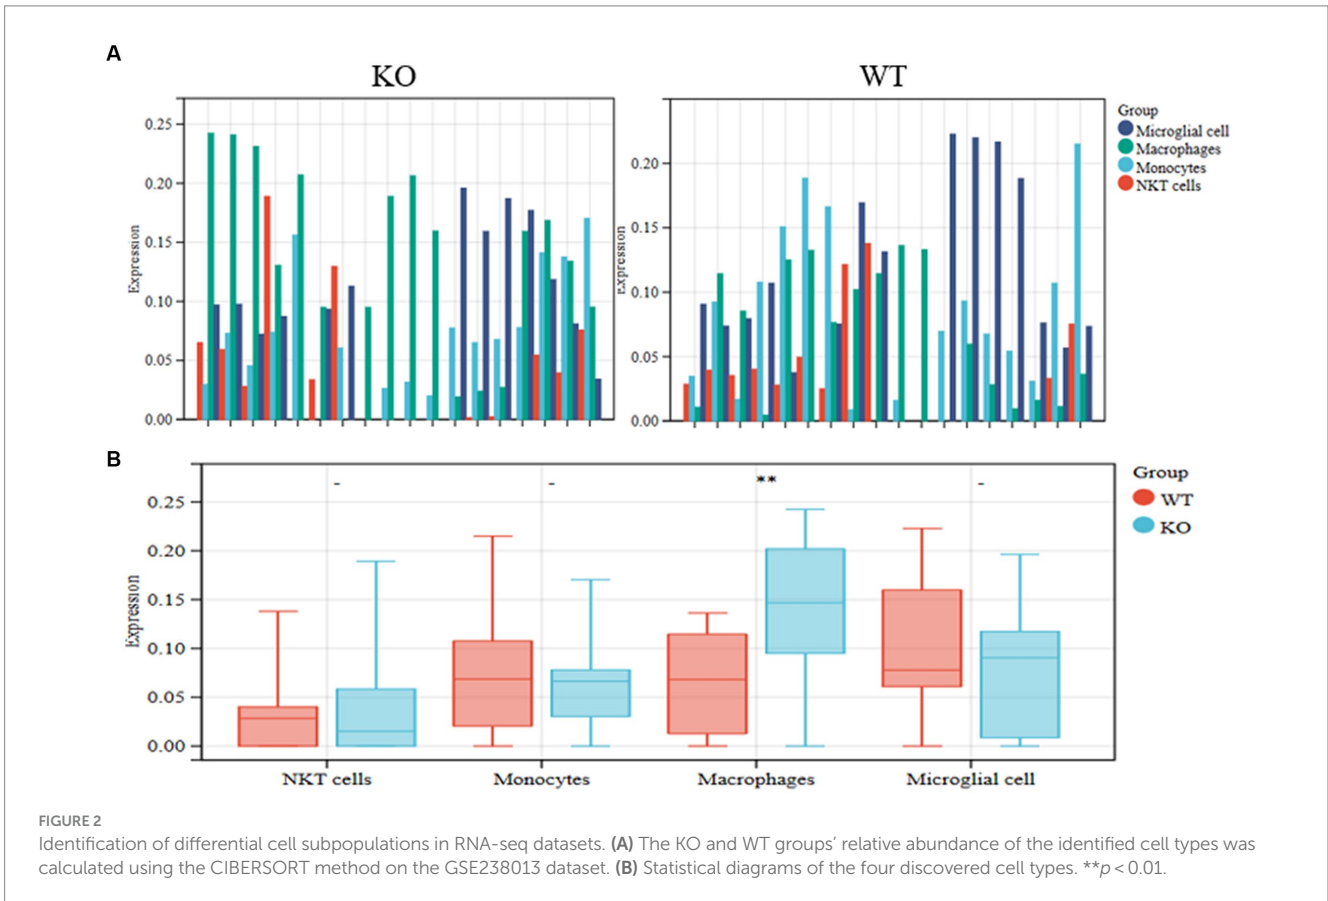 A
KO
WT
Expression
0.25
0.20
0.15
0.10
0.05
0.00
Expression
0.20
0.15
0.10
0.05
0.00
Group
Microglial cell
Macrophages
Monocytes
NKT cells
B
Expression
0.25
0.20
0.15
0.10
0.05
0.00
-
-
**
-
NKT cells
Monocytes
Macrophages
Microglial cell
Group
WT
KO
FIGURE 2
Identification of differential cell subpopulations in RNA-seq datasets. (A) The KO and WT groups' relative abundance of the identified cell types was
calculated using the CIBERSORT method on the GSE238013 dataset. (B) Statistical diagrams of the four discovered cell types. **p < 0.01.